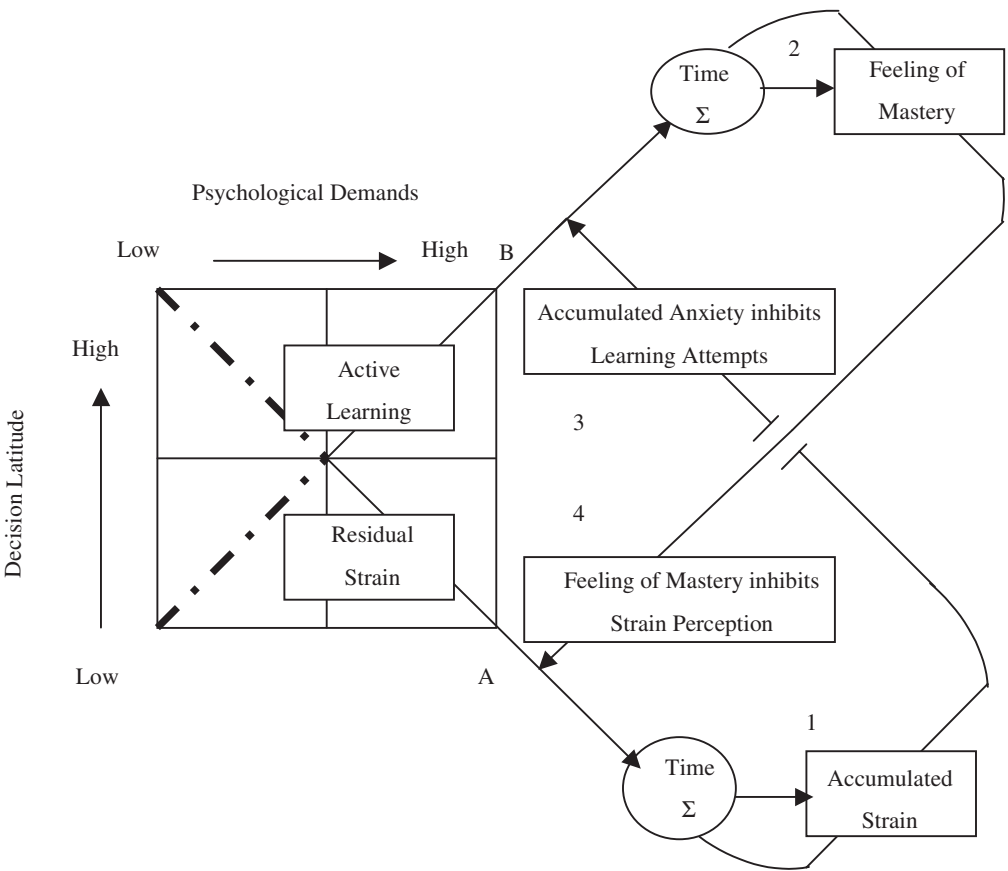 2
Time
Σ
Feeling of
Mastery
Psychological Demands
Low
High
B
Accumulated Anxiety inhibits
Learning Attempts
High
Active
Learning
3
Decision Latitude
4
Residual
Strain
Feeling of Mastery inhibits
Strain Perception
Low
A
1
Time
Σ
Accumulated
Strain